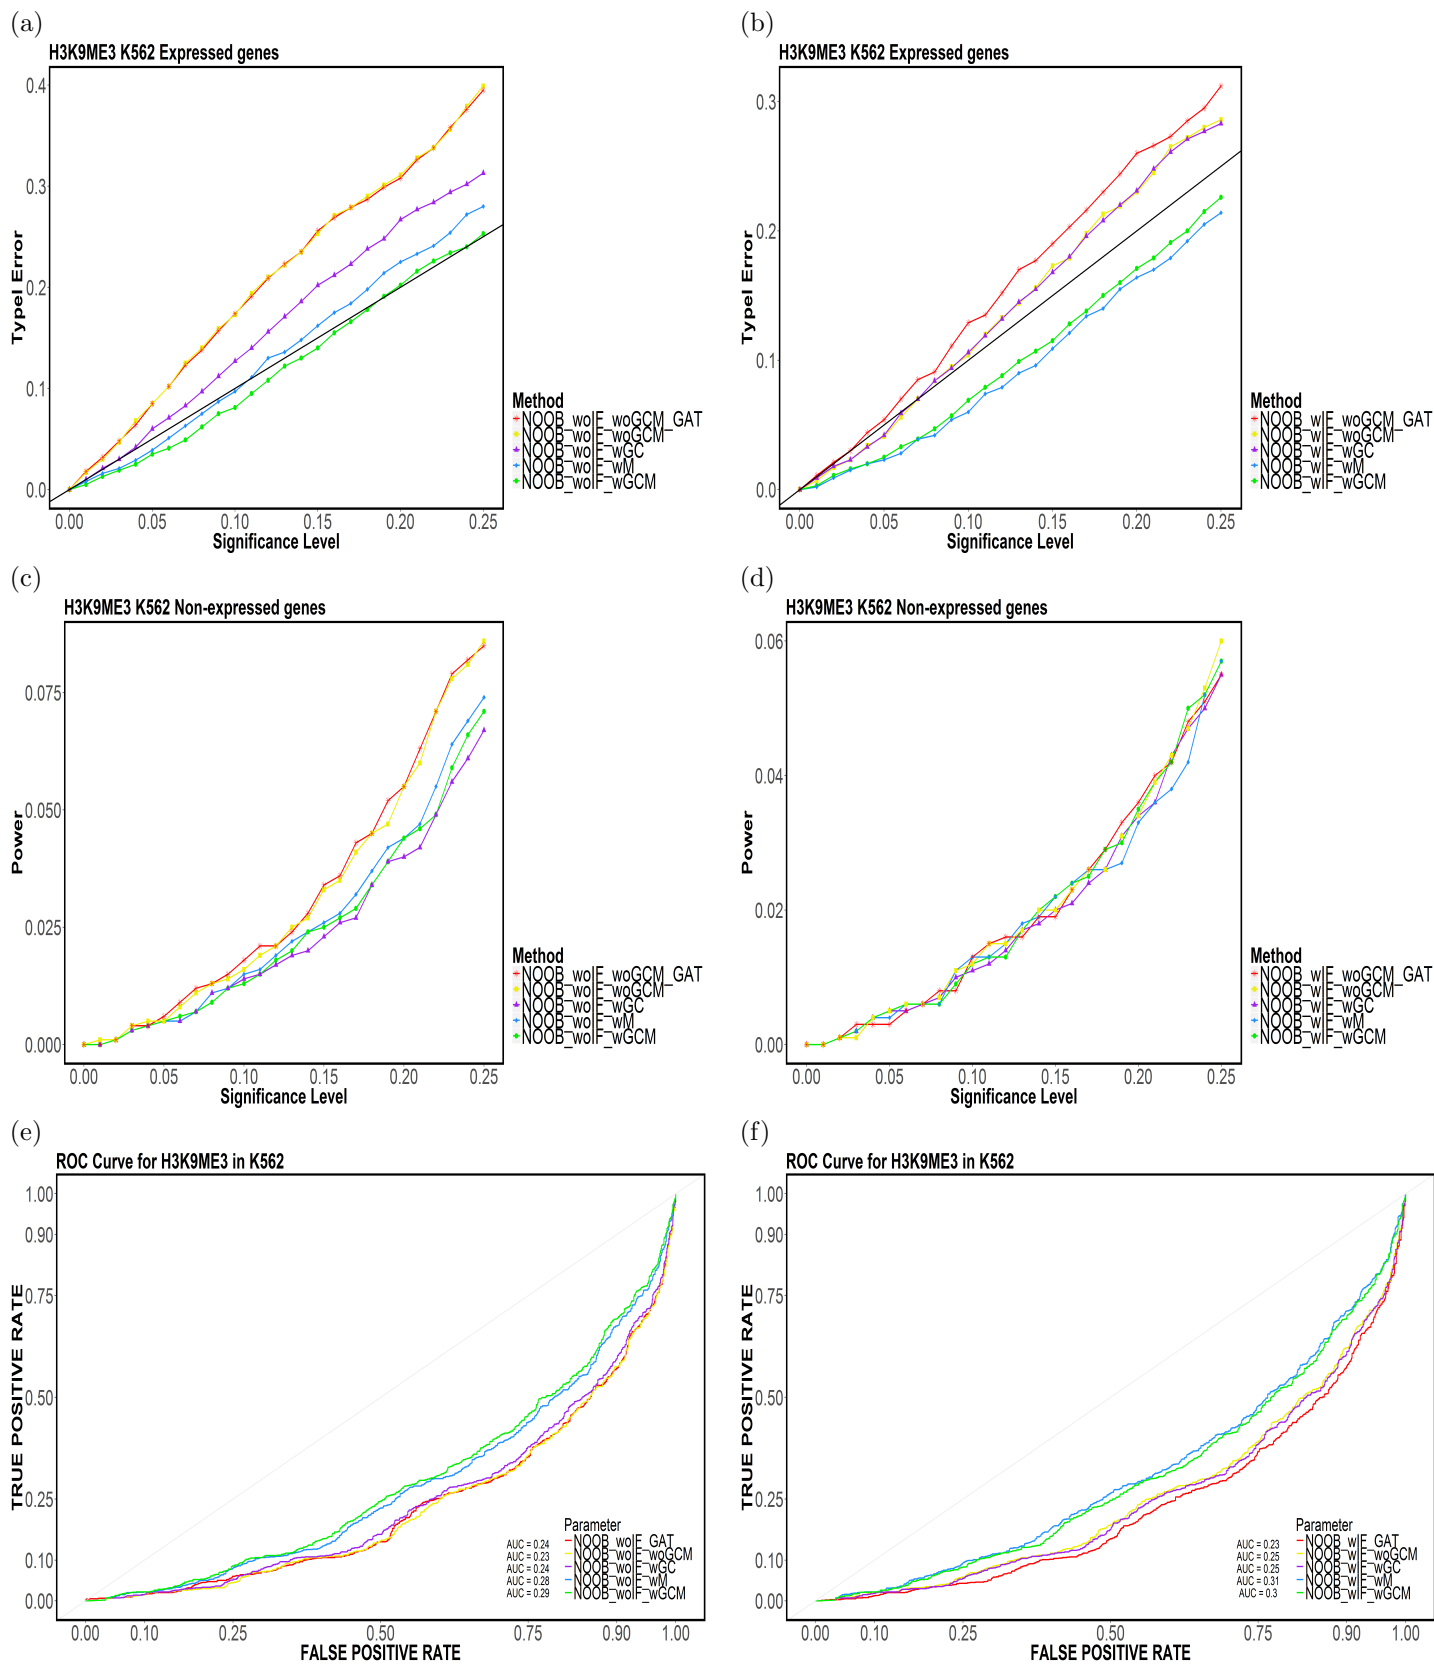 (a)
H3K9ME3 K562 Expressed genes
TypeI Error
0.4
0.3
0.2
0.1
0.0
0.00 0.05 0.10 0.15 0.20 0.25
Significance Level
Method
NOOB_woIF_woGCM_GAT
NOOB_woIF_woGCM
NOOB_woIF_wGC
NOOB_woIF_wM
NOOB_woIF_wGCM
(b)
H3K9ME3 K562 Expressed genes
TypeI Error
0.3
0.2
0.1
0.0
0.00 0.05 0.10 0.15 0.20 0.25
Significance Level
Method
NOOB_wIF_woGCM_GAT
NOOB_wIF_woGCM
NOOB_wIF_wGC
NOOB_wIF_wM
NOOB_wIF_wGCM
(c)
H3K9ME3 K562 Non-expressed genes
Power
0.075
0.050
0.025
0.000
0.00 0.05 0.10 0.15 0.20 0.25
Significance Level
Method
NOOB_woIF_woGCM_GAT
NOOB_woIF_woGCM
NOOB_woIF_wGC
NOOB_woIF_wM
NOOB_woIF_wGCM
(d)
H3K9ME3 K562 Non-expressed genes
Power
0.06
0.04
0.02
0.00
0.00 0.05 0.10 0.15 0.20 0.25
Significance Level
Method
NOOB_wIF_woGCM_GAT
NOOB_wIF_woGCM
NOOB_wIF_wGC
NOOB_wIF_wM
NOOB_wIF_wGCM
(e)
ROC Curve for H3K9ME3 in K562
TRUE POSITIVE RATE
1.00
0.90
0.75
0.50
0.25
0.10
0.00
0.00 0.10 0.25 0.50 0.75 0.90 1.00
FALSE POSITIVE RATE
Parameter
AUC = 0.24 NOOB_woIF_GAT
AUC = 0.23 NOOB_woIF_woGCM
AUC = 0.24 NOOB_woIF_wGC
AUC = 0.28 NOOB_woIF_wM
AUC = 0.29 NOOB_woIF_wGCM
(f)
ROC Curve for H3K9ME3 in K562
TRUE POSITIVE RATE
1.00
0.90
0.75
0.50
0.25
0.10
0.00
0.00 0.10 0.25 0.50 0.75 0.90 1.00
FALSE POSITIVE RATE
Parameter
AUC = 0.23 NOOB_wIF_GAT
AUC = 0.25 NOOB_wIF_woGCM
AUC = 0.25 NOOB_wIF_wGC
AUC = 0.31 NOOB_wIF_wM
AUC = 0.3 NOOB_wIF_wGCM